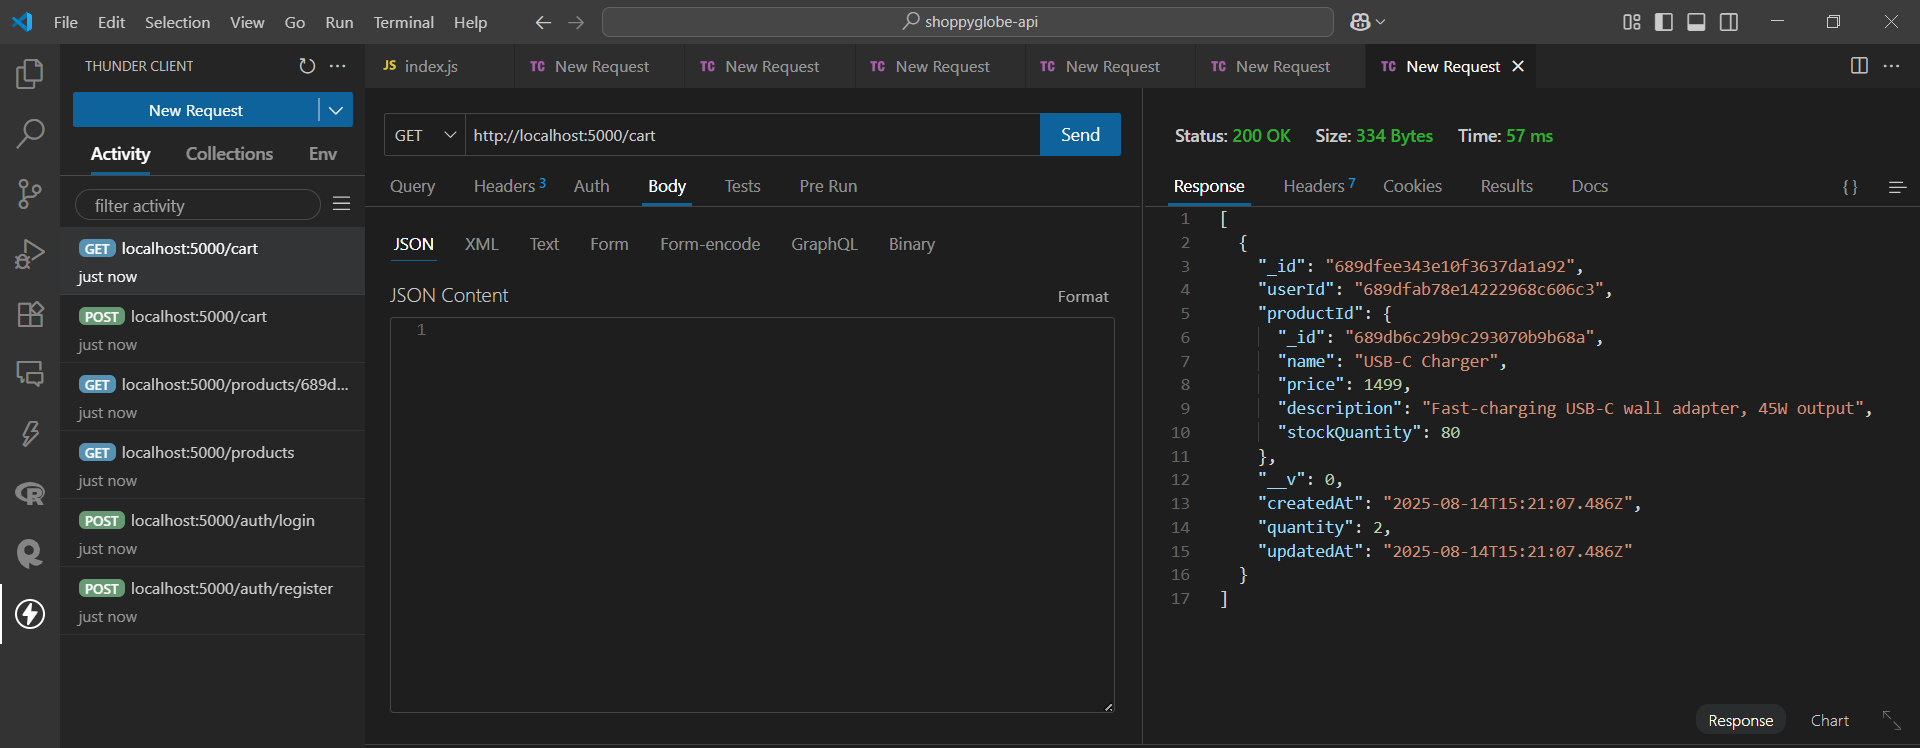 File Edit Selection View Go Run Terminal Help
shoppyglobe-api
THUNDER CLIENT
New Request
Activity Collections Env
filter activity
GET localhost:5000/cart
just now
POST localhost:5000/cart
just now
GET localhost:5000/products/689d...
just now
GET localhost:5000/products
just now
POST localhost:5000/auth/login
just now
POST localhost:5000/auth/register
just now
JS index.js
TC New Request
TC New Request
TC New Request
TC New Request
TC New Request
TC New Request
GET http://localhost:5000/cart Send
Query Headers 3 Auth Body Tests Pre Run
JSON XML Text Form Form-encode GraphQL Binary
JSON Content Format
1
Status: 200 OK Size: 334 Bytes Time: 57 ms
Response Headers 7 Cookies Results Docs {}
1 [
2 {
3 "_id": "689dfee343e10f3637da1a92",
4 "userId": "689dfab78e14222968c606c3",
5 "productId": {
6 "_id": "689db6c29b9c293070b9b68a",
7 "name": "USB-C Charger",
8 "price": 1499,
9 "description": "Fast-charging USB-C wall adapter, 45W output",
10 "stockQuantity": 80
11 },
12 "__v": 0,
13 "createdAt": "2025-08-14T15:21:07.486Z",
14 "quantity": 2,
15 "updatedAt": "2025-08-14T15:21:07.486Z"
16 }
17 ]
Response Chart